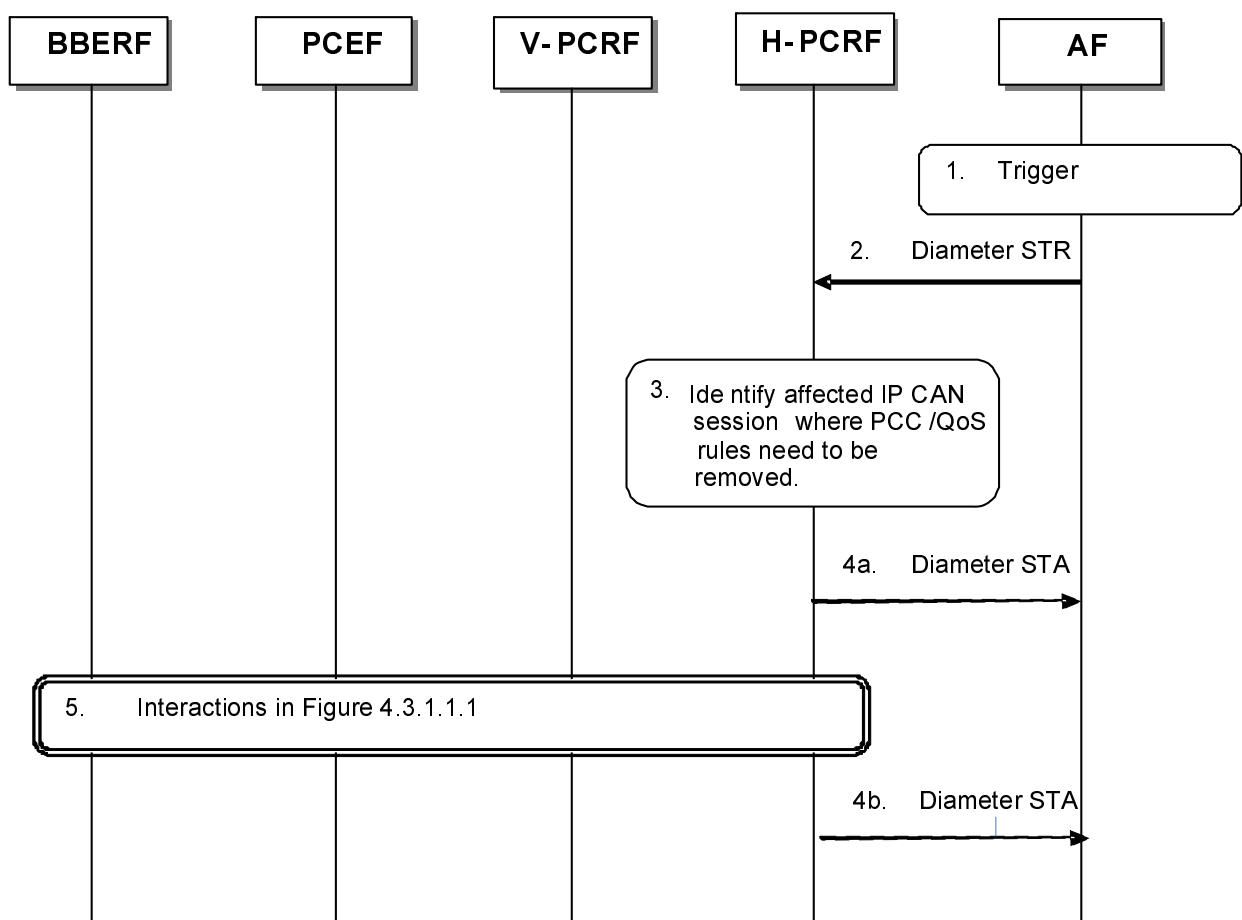 BBERF PCEF V-PCRF H-PCRF AF
1. Trigger
2. Diameter STR
3. Ide ntify affected IP CAN
session where PCC /QoS
rules need to be
removed.
4a. Diameter STA
5. Interactions in Figure 4.3.1.1.1
4b. Diameter STA